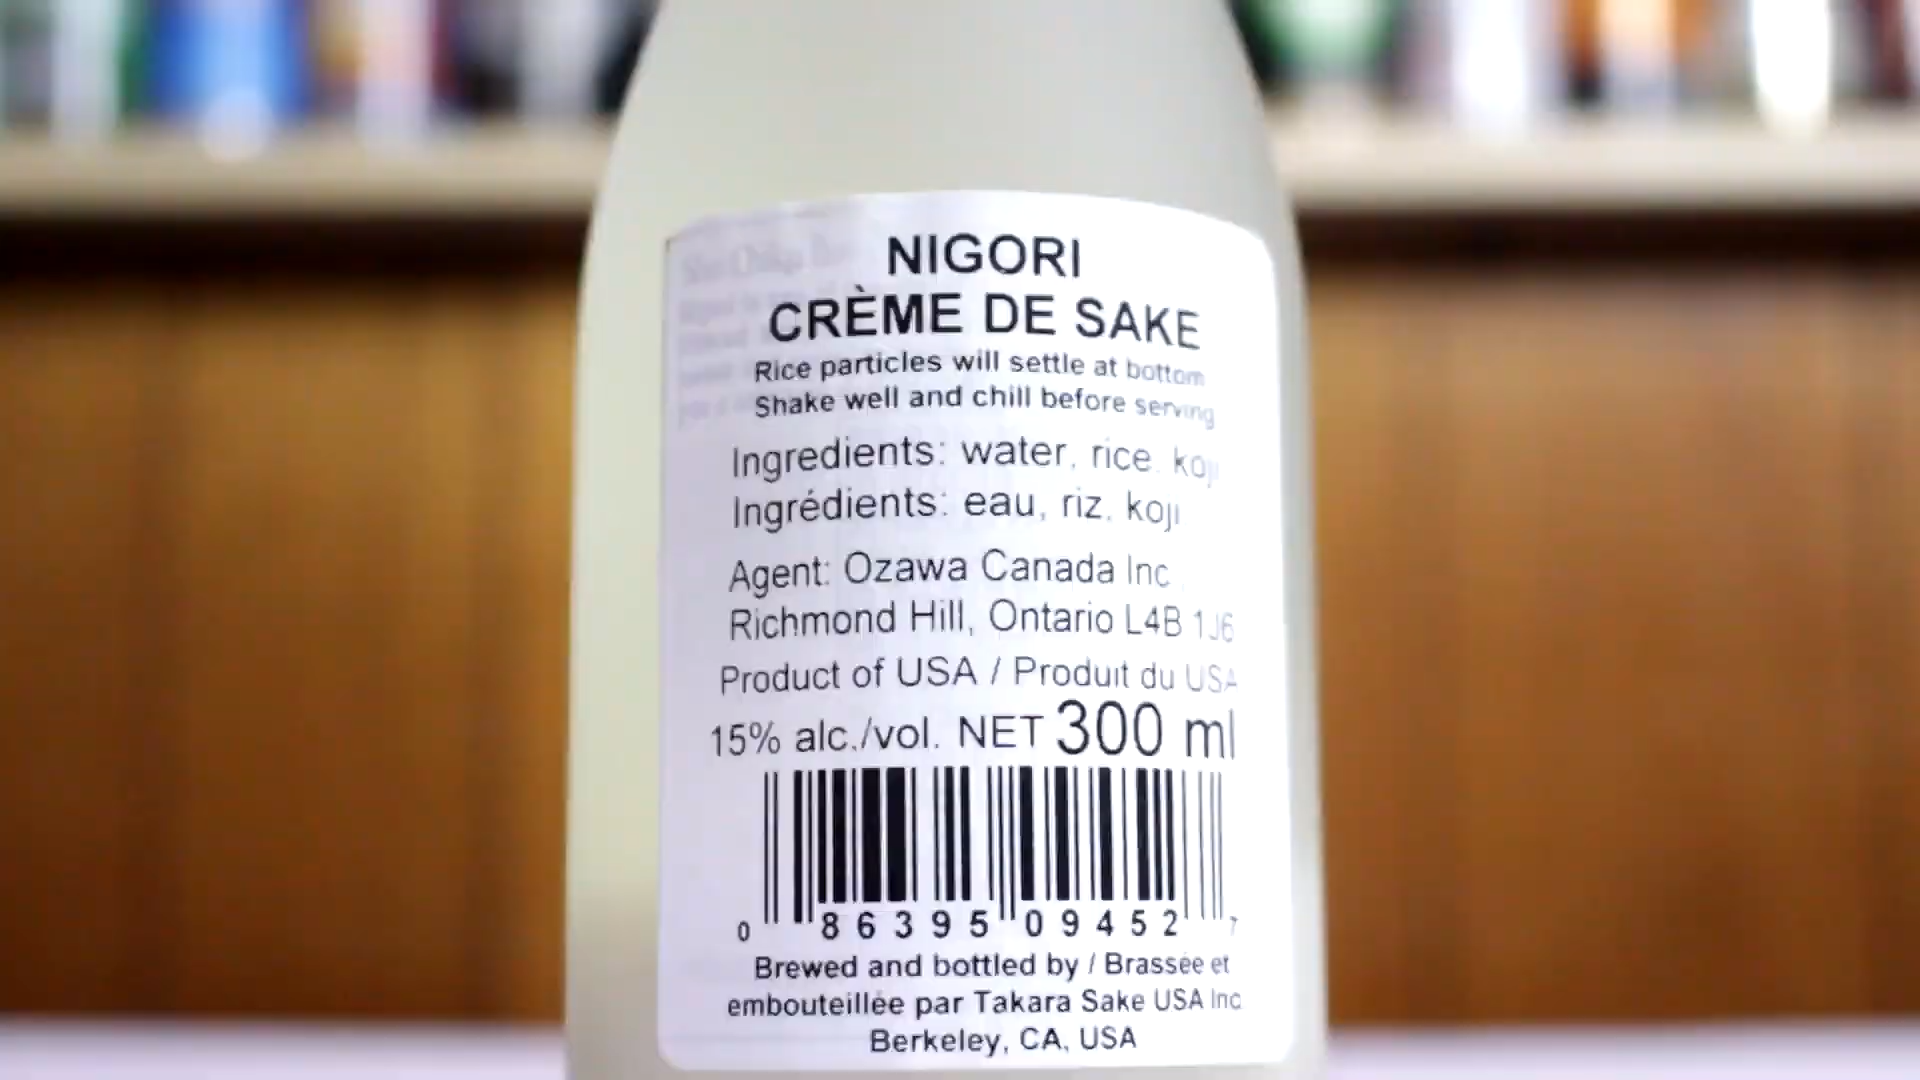 NIGORI
CRÈME DE SAKE
Rice particles will settle at bottom
Shake well and chill before serving
Ingredients: water, rice, koji
Ingrédients: eau, riz, koji
Agent: Ozawa Canada Inc
Richmond Hill, Ontario L4B 1J6
Product of USA / Produit du USA
15% alc./vol. NET 300 ml
0 86395 09452 7
Brewed and bottled by / Brassée et
embouteillée par Takara Sake USA Inc
Berkeley, CA, USA